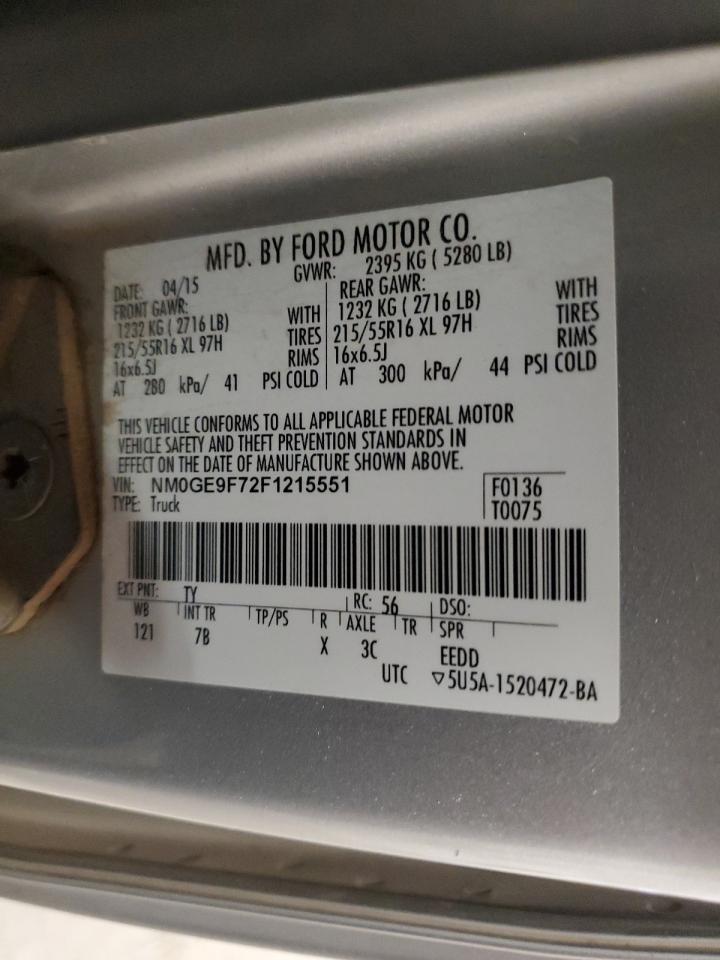 MFD. BY FORD MOTOR CO.
DATE: 04/15 GVWR: 2395 KG ( 5280 LB)
FRONT GAWR: REAR GAWR:
1232 KG ( 2716 LB) WITH 1232 KG ( 2716 LB) WITH
215/55R16 XL 97H TIRES 215/55R16 XL 97H TIRES
16x6.5J RIMS 16x6.5J RIMS
AT 280 kPa/ 41 PSI COLD AT 300 kPa/ 44 PSI COLD
THIS VEHICLE CONFORMS TO ALL APPLICABLE FEDERAL MOTOR
VEHICLE SAFETY AND THEFT PREVENTION STANDARDS IN
EFFECT ON THE DATE OF MANUFACTURE SHOWN ABOVE.
VIN: NM0GE9F72F1215551 F0136
TYPE: Truck T0075
EXT PNT: TY RC: 56 DSO:
WB INT TR TP/PS R AXLE TR SPR
121 7B X 3C EEDD
UTC ▽5U5A-1520472-BA